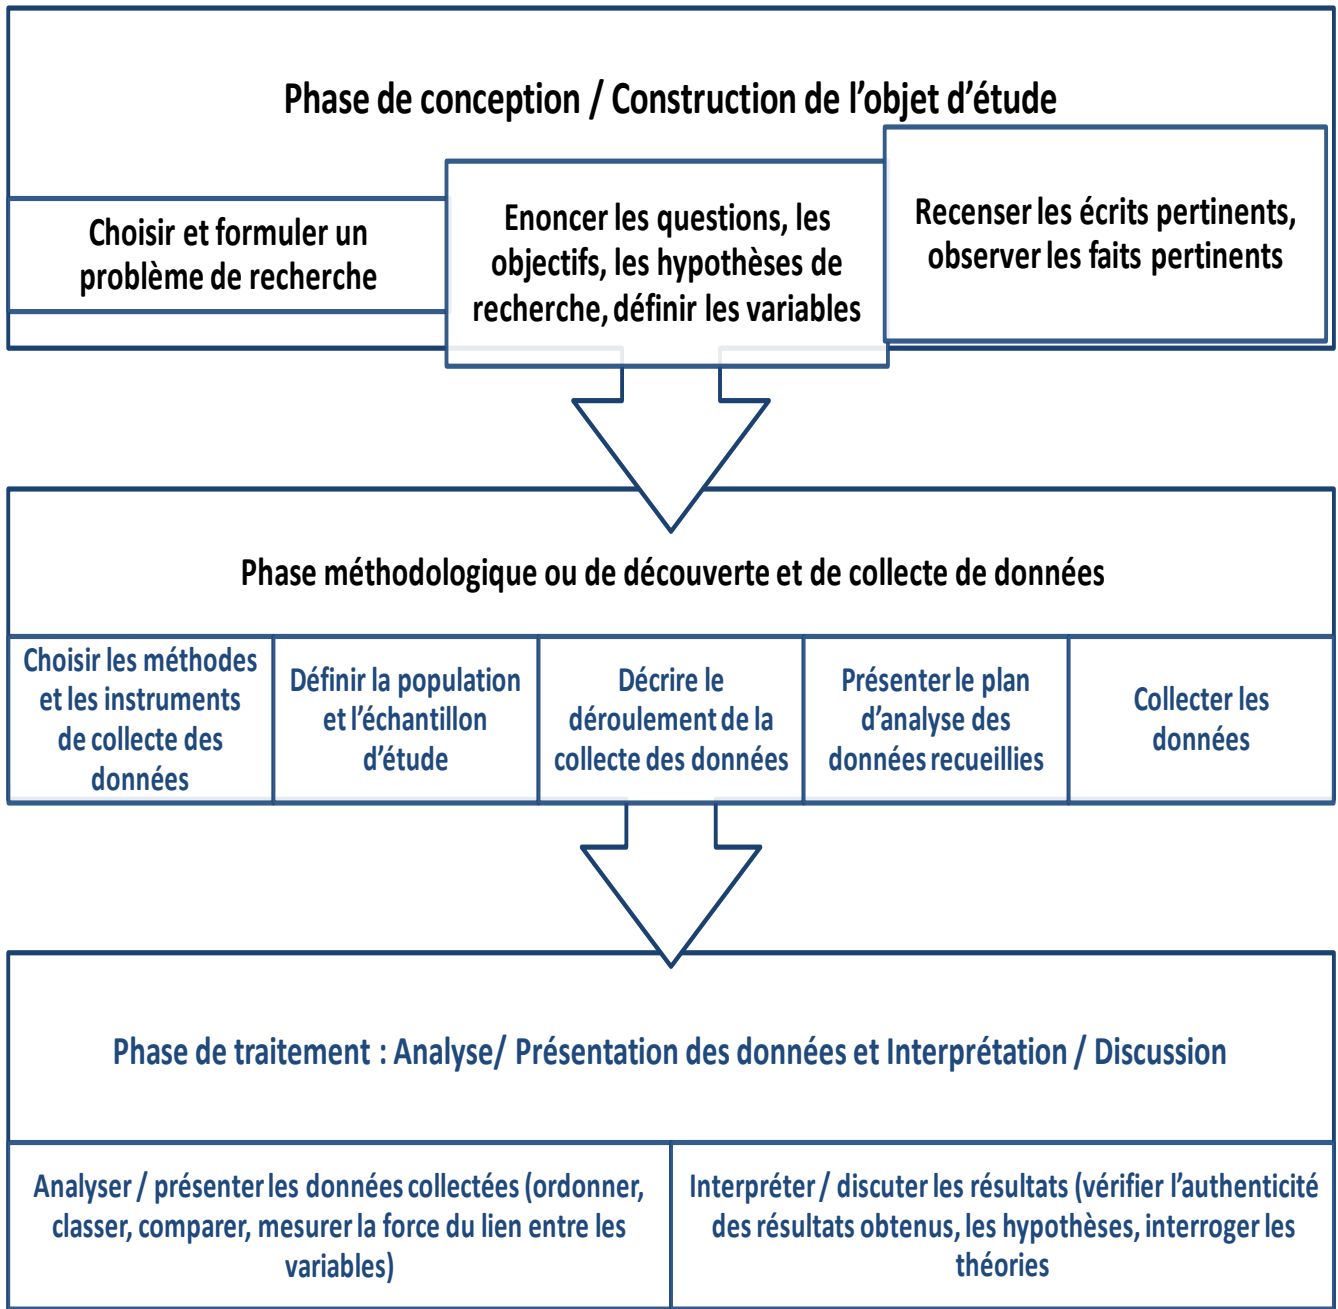 Phase de conception / Construction de l’objet d’étude
Choisir et formuler un
problème de recherche
Enoncer les questions, les
objectifs, les hypothèses de
recherche, définir les variables
Recenser les écrits pertinents,
observer les faits pertinents
Phase méthodologique ou de découverte et de collecte de données
Choisir les méthodes
et les instruments
de collecte des
données
Définir la population
et l’échantillon
d’étude
Décrire le
déroulement de la
collecte des données
Présenter le plan
d’analyse des
données recueillies
Collecter les
données
Phase de traitement : Analyse/ Présentation des données et Interprétation / Discussion
Analyser / présenter les données collectées (ordonner,
classer, comparer, mesurer la force du lien entre les
variables)
Interpréter / discuter les résultats (vérifier l’authenticité
des résultats obtenus, les hypothèses, interroger les
théories